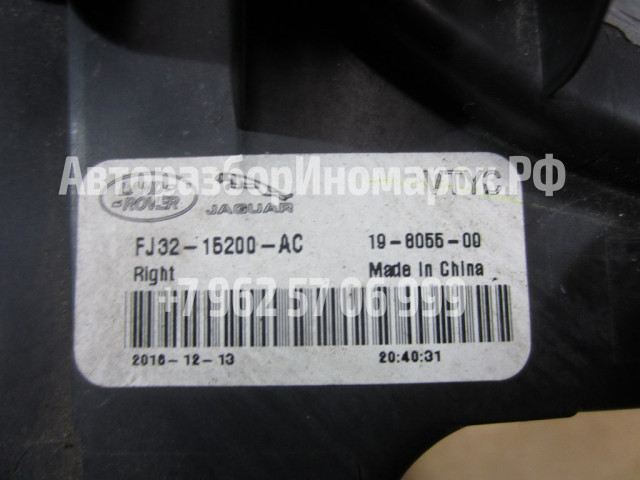 АвторазборИномарок.РФ
LAND
ROVER
JAGUAR
VTYC
FJ32-15200-AC 19-8055-00
Right Made in China
+7 962 57 06 999
2016-12-13 20:40:31